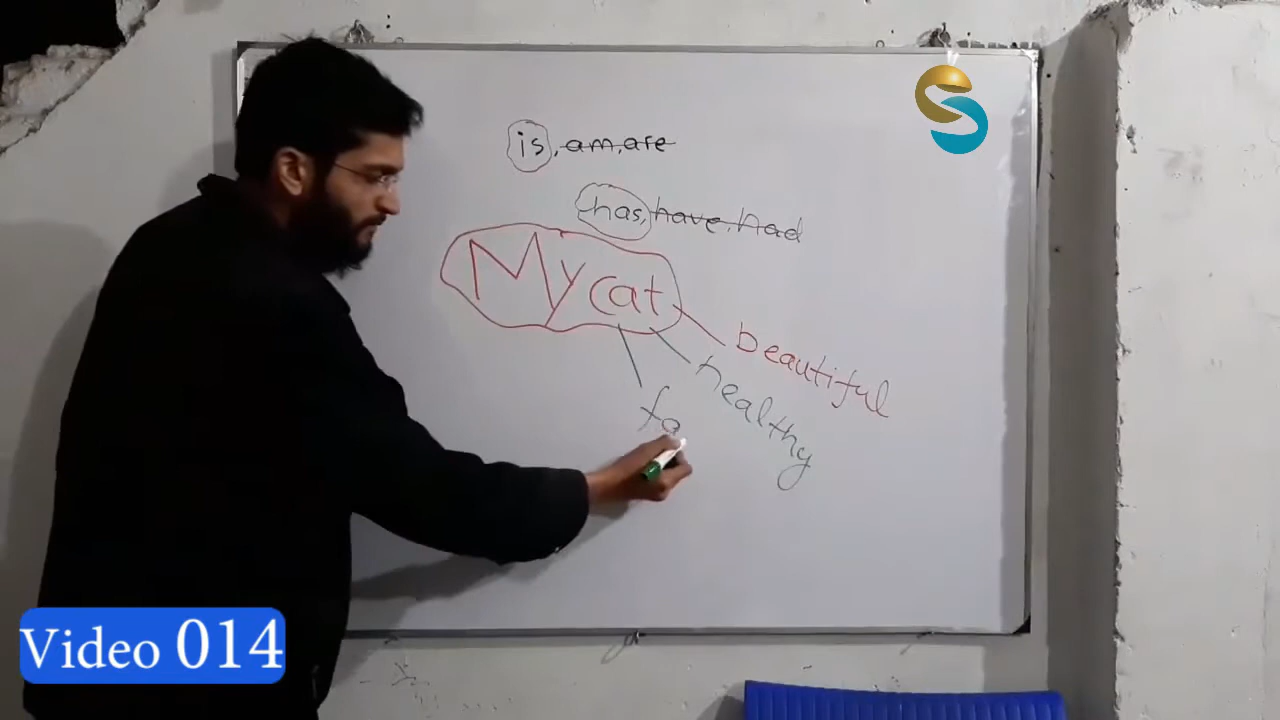 is, am, are
has, have, had
My cat
beautiful
healthy
fa
Video 014